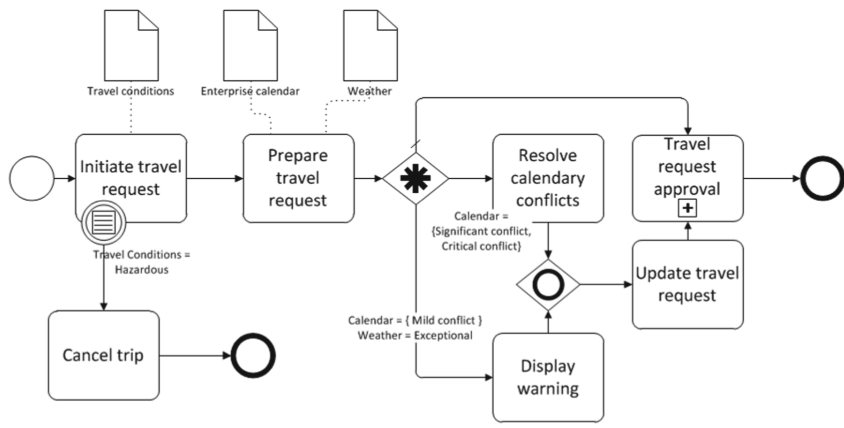 Travel conditions
Enterprise calendar
Weather
Initiate travel
request
Prepare
travel
request
Resolve
calendary
conflicts
Travel
request
approval
Calendar =
{Significant conflict,
Critical conflict}
Travel Conditions =
Hazardous
Update travel
request
Calendar = { Mild conflict }
Weather = Exceptional
Cancel trip
Display
warning